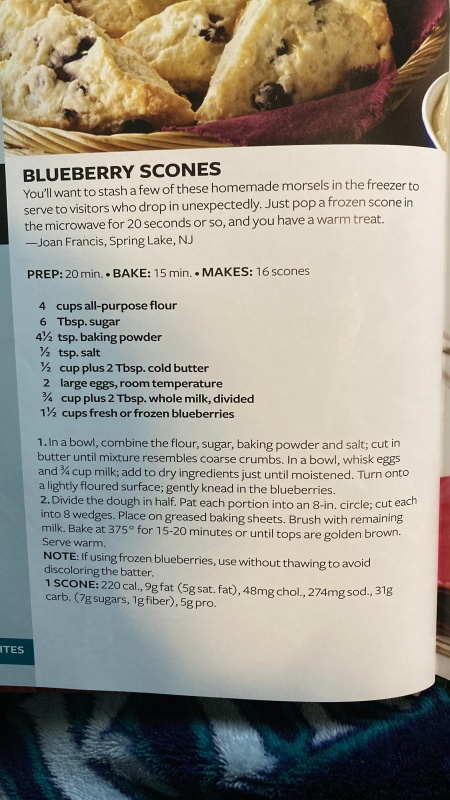 BLUEBERRY SCONES
You'll want to stash a few of these homemade morsels in the freezer to
serve to visitors who drop in unexpectedly. Just pop a frozen scone in
the microwave for 20 seconds or so, and you have a warm treat.
—Joan Francis, Spring Lake, NJ
PREP: 20 min. • BAKE: 15 min. • MAKES: 16 scones
4 cups all-purpose flour
6 Tbsp. sugar
4½ tsp. baking powder
½ tsp. salt
½ cup plus 2 Tbsp. cold butter
2 large eggs, room temperature
¾ cup plus 2 Tbsp. whole milk, divided
1½ cups fresh or frozen blueberries
1. In a bowl, combine the flour, sugar, baking powder and salt; cut in
butter until mixture resembles coarse crumbs. In a bowl, whisk eggs
and ¾ cup milk; add to dry ingredients just until moistened. Turn onto
a lightly floured surface; gently knead in the blueberries.
2. Divide the dough in half. Pat each portion into an 8-in. circle; cut each
into 8 wedges. Place on greased baking sheets. Brush with remaining
milk. Bake at 375° for 15-20 minutes or until tops are golden brown.
Serve warm.
NOTE: If using frozen blueberries, use without thawing to avoid
discoloring the batter.
1 SCONE: 220 cal., 9g fat (5g sat. fat), 48mg chol., 274mg sod., 31g
carb. (7g sugars, 1g fiber), 5g pro.
ITES